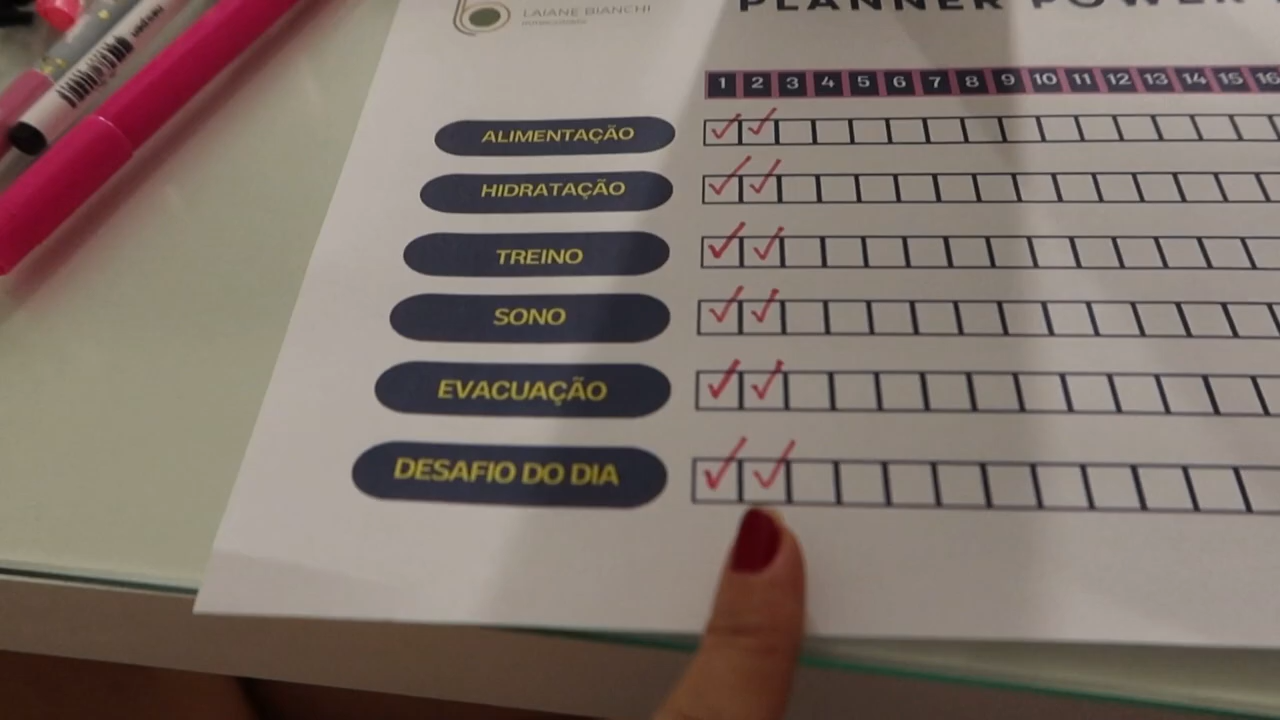 LAIANE BIANCHI
PLANNER POWER
1 2 3 4 5 6 7 8 9 10 11 12 13 14 15 16
ALIMENTAÇÃO
HIDRATAÇÃO
TREINO
SONO
EVACUAÇÃO
DESAFIO DO DIA